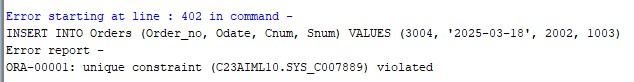 Error starting at line : 402 in command -
INSERT INTO Orders (Order_no, Odate, Cnum, Snum) VALUES (3004, '2025-03-18', 2002, 1003)
Error report -
ORA-00001: unique constraint (C23AIML10.SYS_C007889) violated